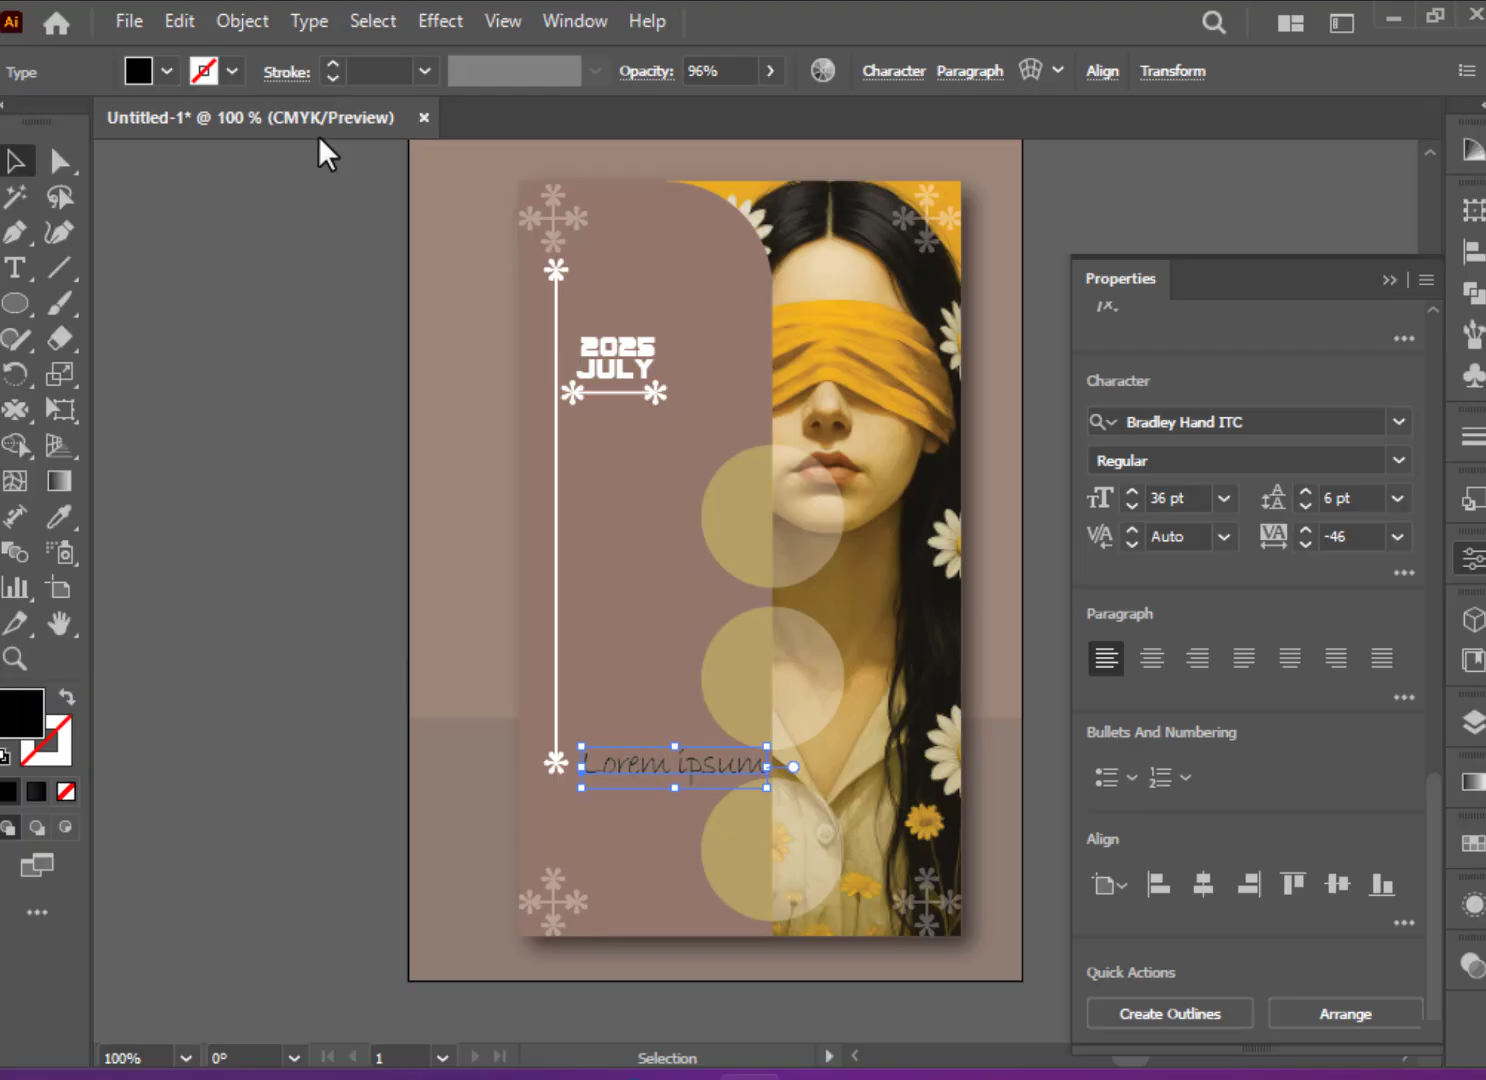 Ai File Edit Object Type Select Effect View Window Help
Type Stroke: Opacity: 96% Character Paragraph Align Transform
Untitled-1* @ 100 % (CMYK/Preview) ×
Properties
2025
JULY
Character
Bradley Hand ITC
Regular
36 pt 6 pt
Auto -46
Paragraph
Bullets And Numbering
Lorem ipsum
Align
Quick Actions
Create Outlines Arrange
100% 0° 1 Selection